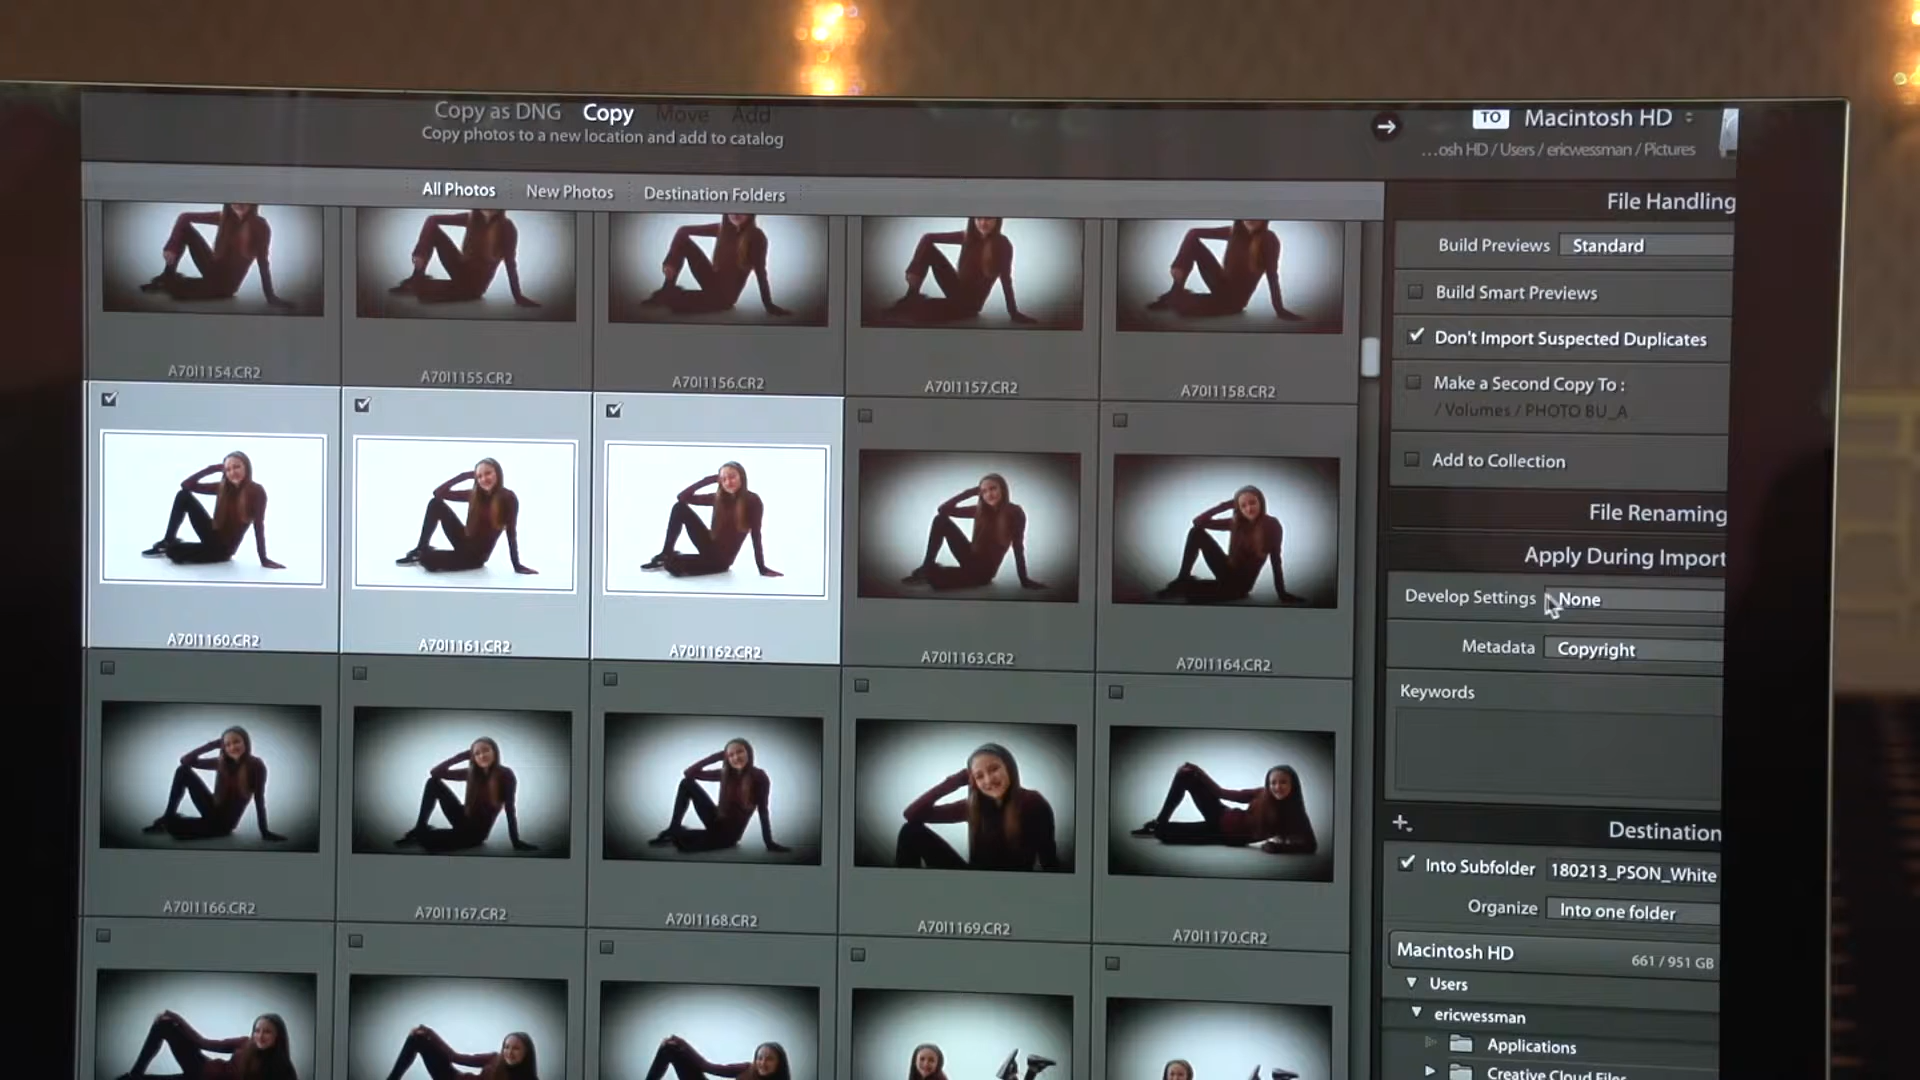 Copy as DNG Copy Move Add
Copy photos to a new location and add to catalog
TO Macintosh HD
...osh HD / Users / ericwessman / Pictures
All Photos New Photos Destination Folders
File Handling
Build Previews Standard
Build Smart Previews
Don't Import Suspected Duplicates
Make a Second Copy To :
/ Volumes / PHOTO BU_A
Add to Collection
File Renaming
Apply During Import
Develop Settings None
Metadata Copyright
Keywords
Destination
Into Subfolder 180213_PSON_White
Organize Into one folder
Macintosh HD 661 / 951 GB
Users
ericwessman
Applications
Creative Cloud Files
A70I1154.CR2 A70I1155.CR2 A70I1156.CR2 A70I1157.CR2 A70I1158.CR2
A70I1160.CR2 A70I1161.CR2 A70I1162.CR2 A70I1163.CR2 A70I1164.CR2
A70I1166.CR2 A70I1167.CR2 A70I1168.CR2 A70I1169.CR2 A70I1170.CR2